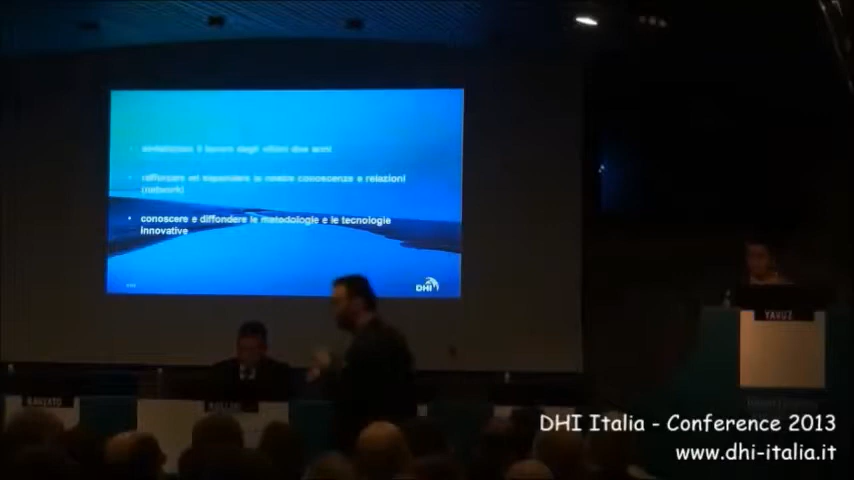 • sintetizzare il lavoro degli ultimi due anni
• rafforzare ed espandere le nostre conoscenze e relazioni
(network)
• conoscere e diffondere le metodologie e le tecnologie
innovative
DHI
YAVUZ
DHI Italia - Conference 2013
www.dhi-italia.it